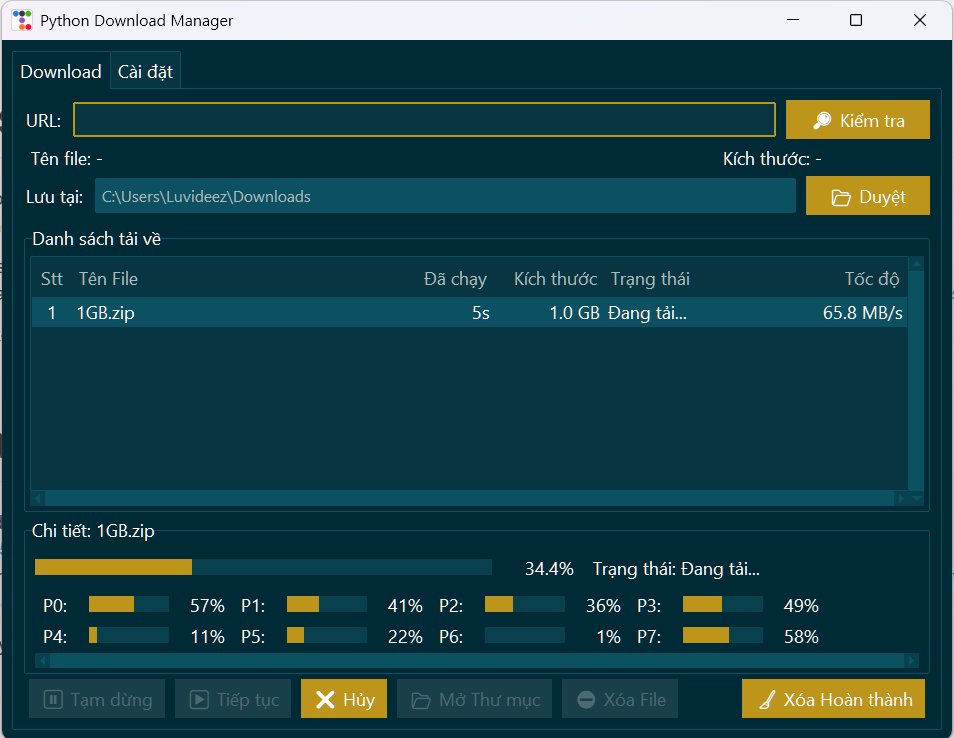 Python Download Manager
Download Cài đặt
URL: Kiểm tra
Tên file: - Kích thước: -
Lưu tại: C:\Users\Luvideez\Downloads Duyệt
Danh sách tải về
Stt Tên File Đã chạy Kích thước Trạng thái Tốc độ
1 1GB.zip 5s 1.0 GB Đang tải... 65.8 MB/s
Chi tiết: 1GB.zip
34.4% Trạng thái: Đang tải...
P0: 57% P1: 41% P2: 36% P3: 49%
P4: 11% P5: 22% P6: 1% P7: 58%
Tạm dừng Tiếp tục Hủy Mở Thư mục Xóa File Xóa Hoàn thành